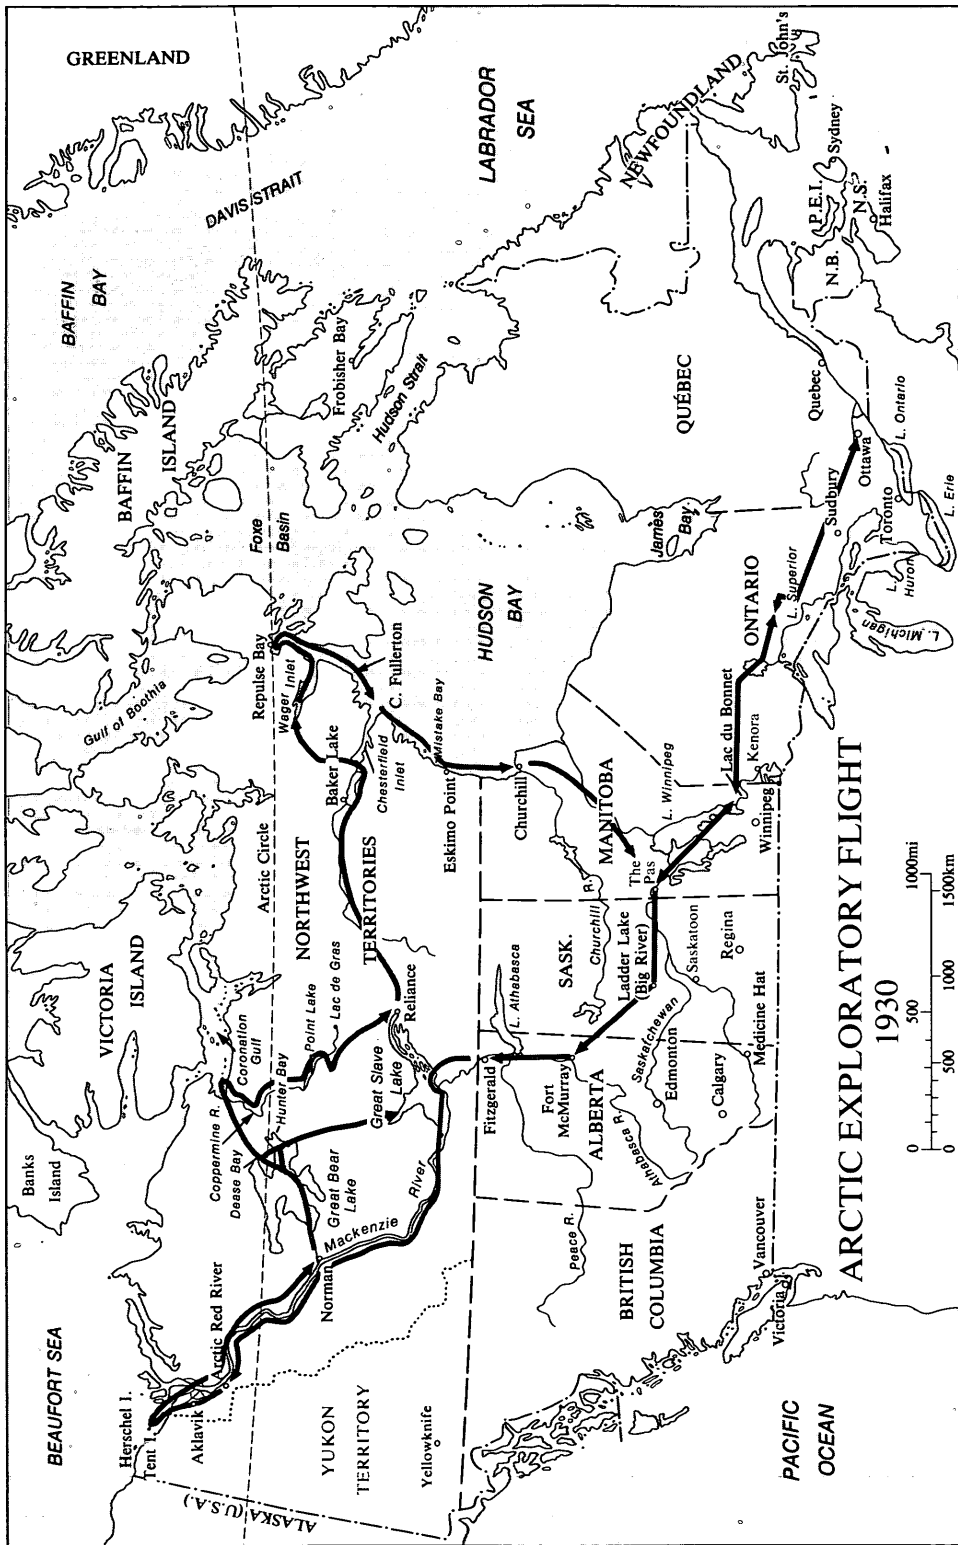 BEAUFORT SEA
Herschel I.
Tent I.
Aklavik
Arctic Red River
ALASKA (U.S.A.)
YUKON
TERRITORY
Yellowknife
Norman
Mackenzie
River
Banks
Island
VICTORIA
ISLAND
Coppermine R.
Dease Bay
Coronation
Gulf
Hunter Bay
Great Bear
Lake
Point Lake
Lac de Gras
Great Slave
Lake
Reliance
Arctic Circle
NORTHWEST
TERRITORIES
Gulf of Boothia
Repulse Bay
Wager Inlet
Baker Lake
Chesterfield
Inlet
C. Fullerton
Mistake Bay
Eskimo Point
BAFFIN
BAY
BAFFIN
ISLAND
Foxe
Basin
Frobisher Bay
Hudson Strait
DAVIS STRAIT
GREENLAND
LABRADOR
SEA
HUDSON
BAY
James
Bay
PACIFIC
OCEAN
BRITISH
COLUMBIA
Victoria
Vancouver
Peace R.
Fitzgerald
L. Athabasca
Fort
McMurray
ALBERTA
Athabasca R.
Athabasca R.
Saskatchewan
Edmonton
Calgary
Medicine Hat
SASK.
Churchill R.
Ladder Lake
(Big River)
Saskatoon
Regina
Churchill
MANITOBA
The
Pas
L. Winnipeg
Winnipeg
Lac du Bonnet
Kenora
ONTARIO
L. Superior
L. Michigan
L.
Huron
Sudbury
Toronto
L. Erie
L. Ontario
Ottawa
QUÉBEC
Quebec
NEWFOUNDLAND
St. John's
Sydney
P.E.I.
N.B.
N.S.
Halifax
ARCTIC EXPLORATORY FLIGHT
1930
0 500 1000mi
0 500 1000 1500km